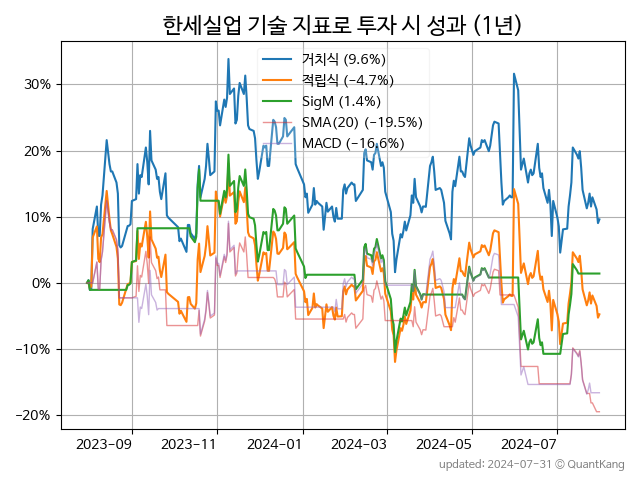 한세실업 기술 지표로 투자 시 성과 (1년)
거치식 (9.6%)
적립식 (−4.7%)
SigM (1.4%)
SMA(20) (−19.5%)
MACD (−16.6%)
30%
20%
10%
0%
−10%
−20%
2023-09 2023-11 2024-01 2024-03 2024-05 2024-07
updated: 2024-07-31 © QuantKang